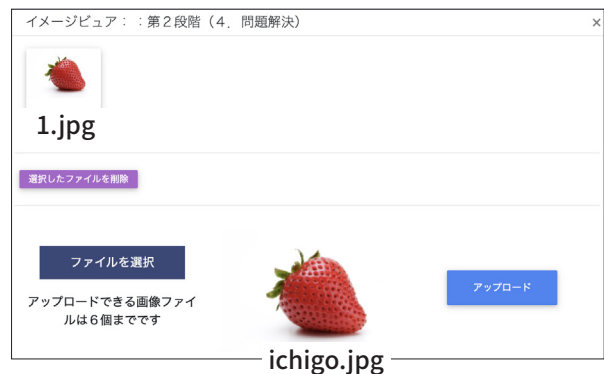 イメージビュア：：第２段階（４．問題解決）
×
1.jpg
選択したファイルを削除
ファイルを選択
アップロードできる画像ファイ
ルは６個までです
アップロード
ichigo.jpg